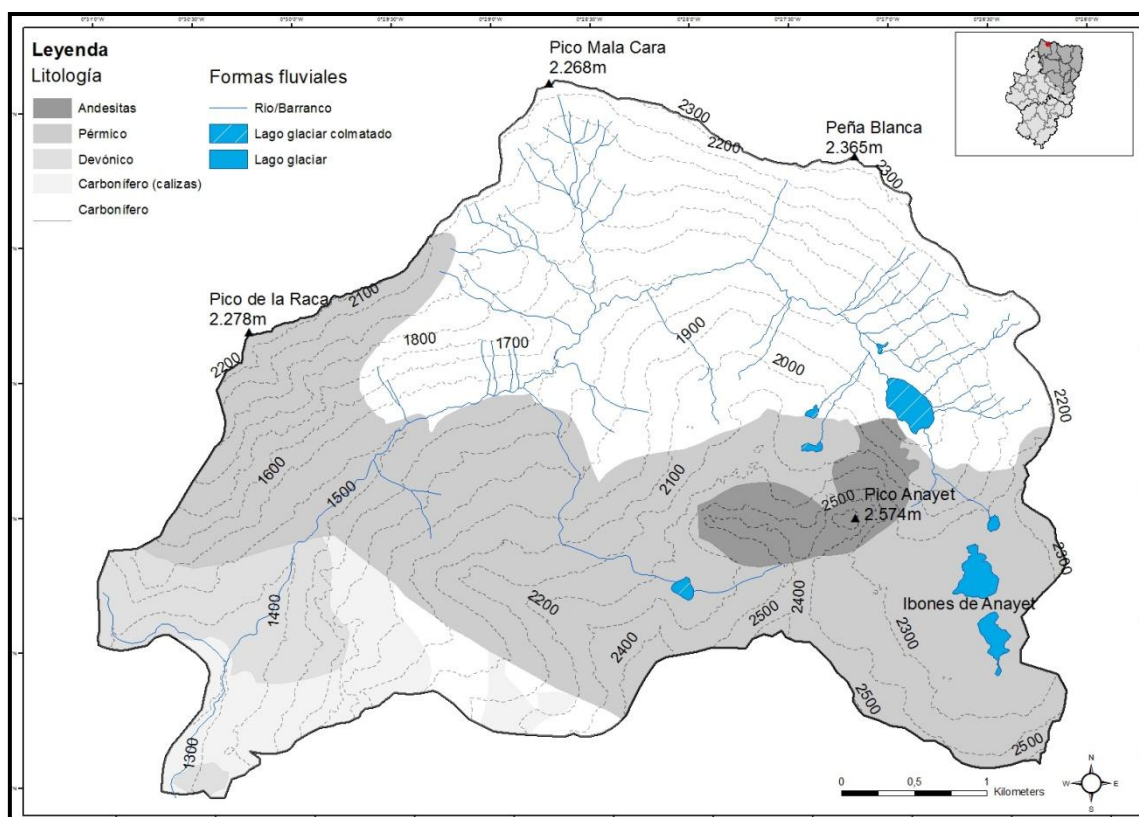 Leyenda
Litología
Andesitas
Pérmico
Devónico
Carbonífero (calizas)
Carbonífero
Formas fluviales
Rio/Barranco
Lago glaciar colmatado
Lago glaciar
Pico Mala Cara
2.268m
2300
2200
Peña Blanca
2.365m
2300
Pico de la Raca
2.278m
2100
2200
1800
1700
1900
2000
2200
1600
1500
2100
2500
Pico Anayet
2.574m
2300
1400
2200
2400
2500
2400
Ibones de Anayet
2300
2500
2500
1300
N
W
E
S
0
0,5
1
Kilometers